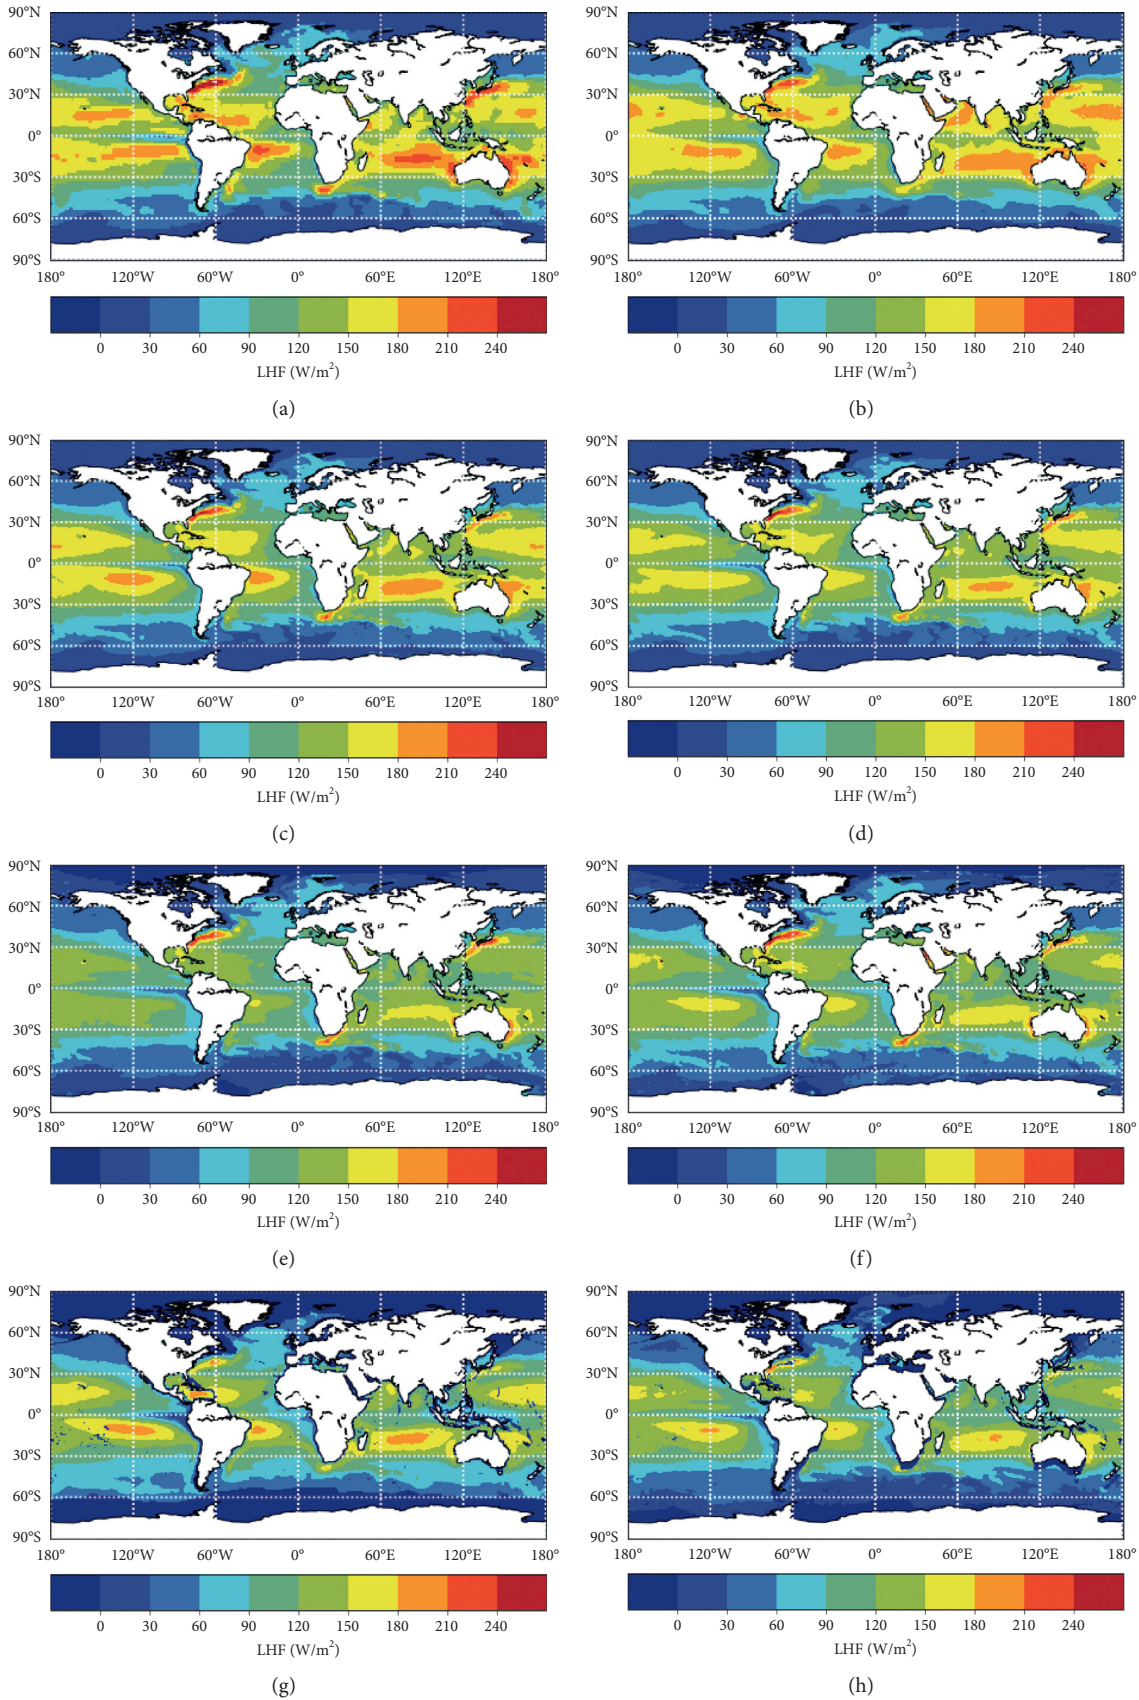 90°N 90°N
60°N 60°N
30°N 30°N
0° 0°
30°S 30°S
60°S 60°S
90°S 90°S
180° 120°W 60°W 0° 60°E 120°E 180° 180° 120°W 60°W 0° 60°E 120°E 180°
0 30 60 90 120 150 180 210 240 0 30 60 90 120 150 180 210 240
LHF (W/m²) LHF (W/m²)
(a) (b)
90°N 90°N
60°N 60°N
30°N 30°N
0° 0°
30°S 30°S
60°S 60°S
90°S 90°S
180° 120°W 60°W 0° 60°E 120°E 180° 180° 120°W 60°W 0° 60°E 120°E 180°
0 30 60 90 120 150 180 210 240 0 30 60 90 120 150 180 210 240
LHF (W/m²) LHF (W/m²)
(c) (d)
90°N 90°N
60°N 60°N
30°N 30°N
0° 0°
30°S 30°S
60°S 60°S
90°S 90°S
180° 120°W 60°W 0° 60°E 120°E 180° 180° 120°W 60°W 0° 60°E 120°E 180°
0 30 60 90 120 150 180 210 240 0 30 60 90 120 150 180 210 240
LHF (W/m²) LHF (W/m²)
(e) (f)
90°N 90°N
60°N 60°N
30°N 30°N
0° 0°
30°S 30°S
60°S 60°S
90°S 90°S
180° 120°W 60°W 0° 60°E 120°E 180° 180° 120°W 60°W 0° 60°E 120°E 180°
0 30 60 90 120 150 180 210 240 0 30 60 90 120 150 180 210 240
LHF (W/m²) LHF (W/m²)
(g) (h)